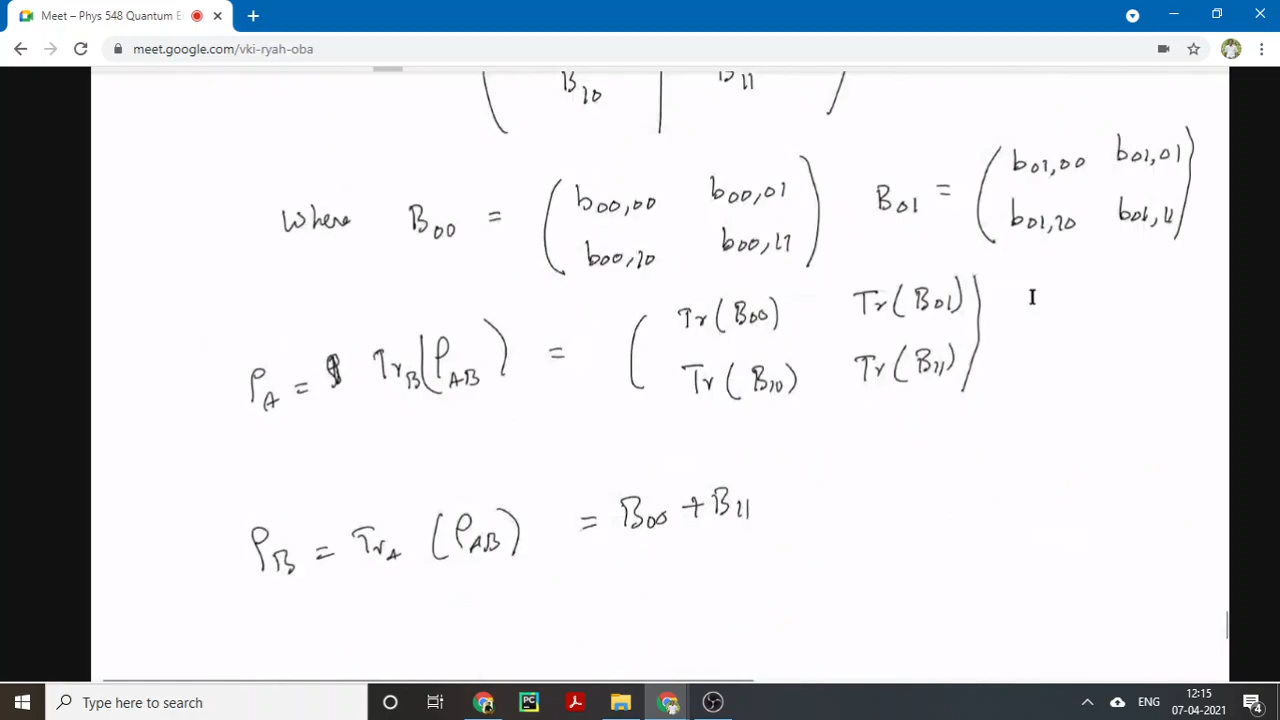 Meet – Phys 548 Quantum E
meet.google.com/vki-ryah-oba
B10 B11
Where B00 = ( b00,00 b00,01 B01 = ( b01,00 b01,01
b00,10 b00,11 ) b01,10 b01,11 )
ρA = TrB(ρAB) = ( Tr(B00) Tr(B01)
Tr(B10) Tr(B11) )
ρB = TrA (ρAB) = B00 + B11
Type here to search
PC
ENG
12:15
07-04-2021
4